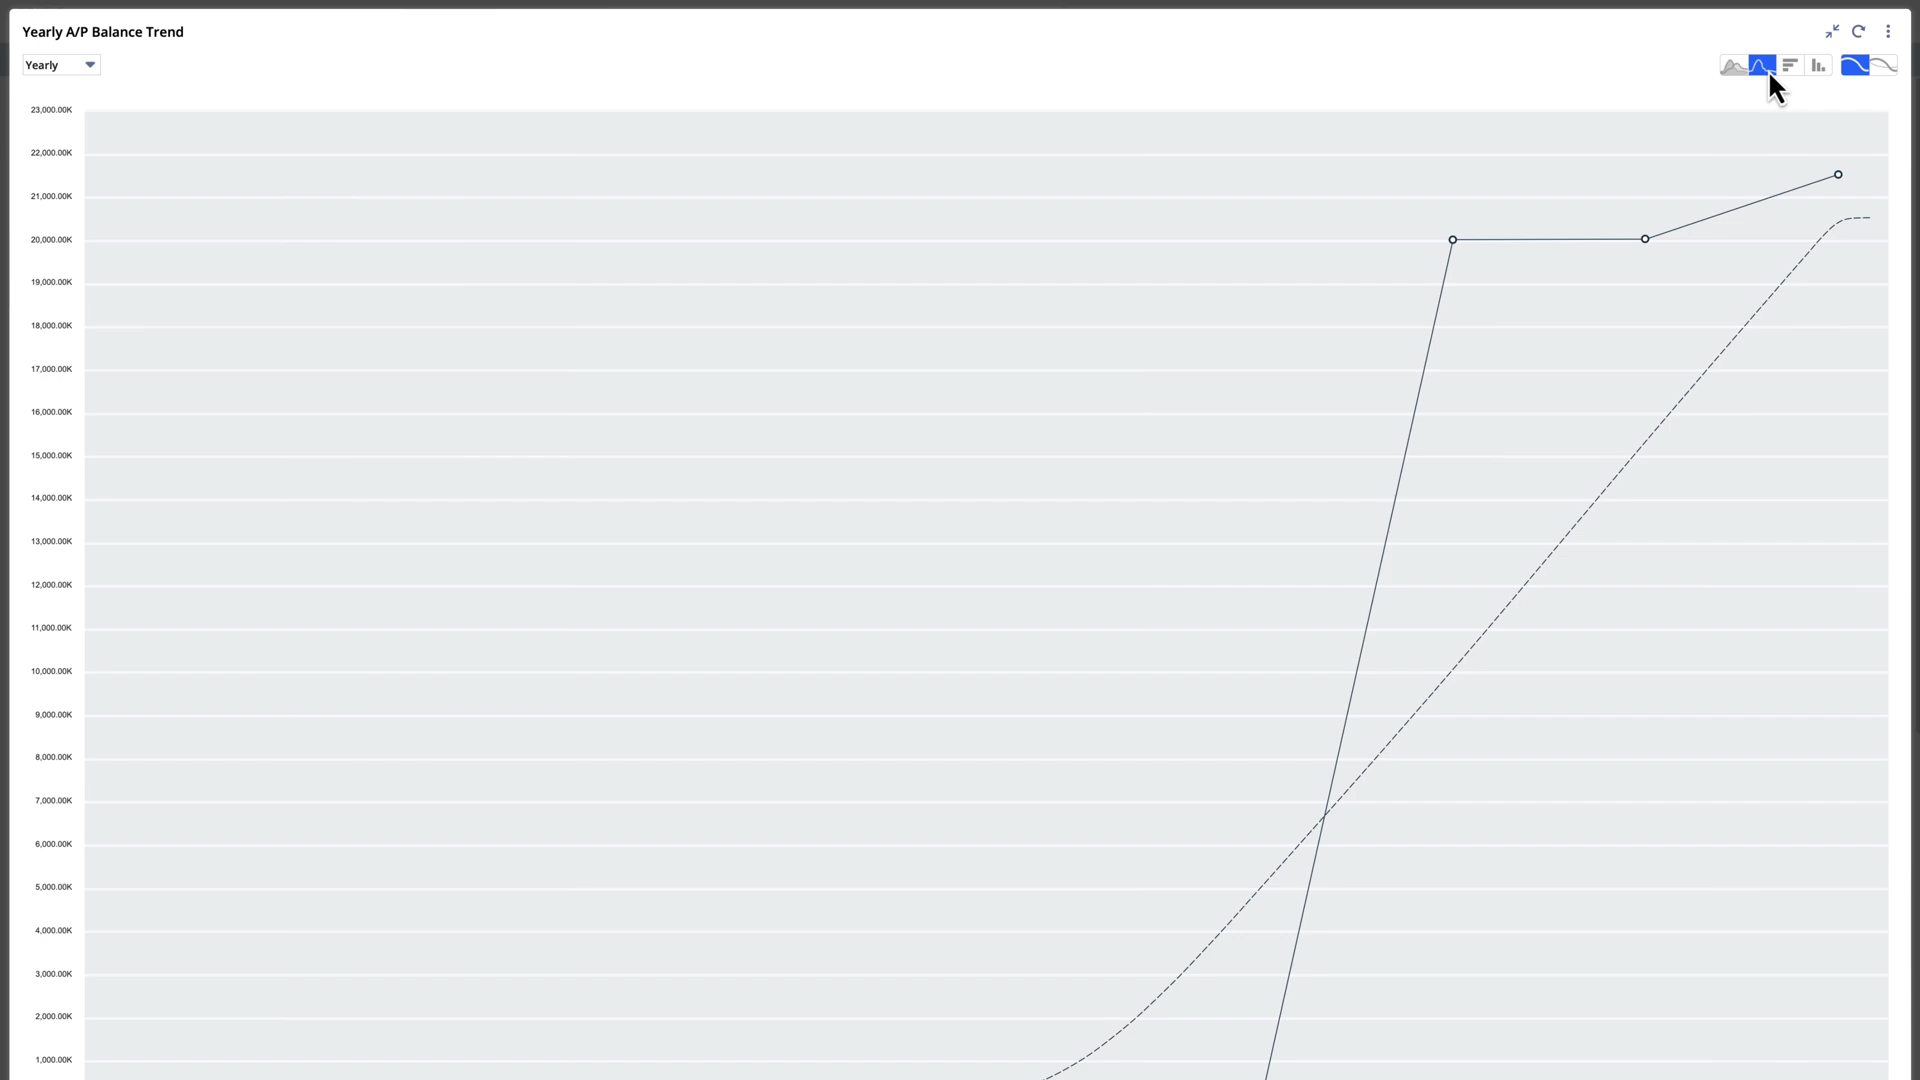 Yearly A/P Balance Trend
Yearly
23,000.00K
22,000.00K
21,000.00K
20,000.00K
19,000.00K
18,000.00K
17,000.00K
16,000.00K
15,000.00K
14,000.00K
13,000.00K
12,000.00K
11,000.00K
10,000.00K
9,000.00K
8,000.00K
7,000.00K
6,000.00K
5,000.00K
4,000.00K
3,000.00K
2,000.00K
1,000.00K